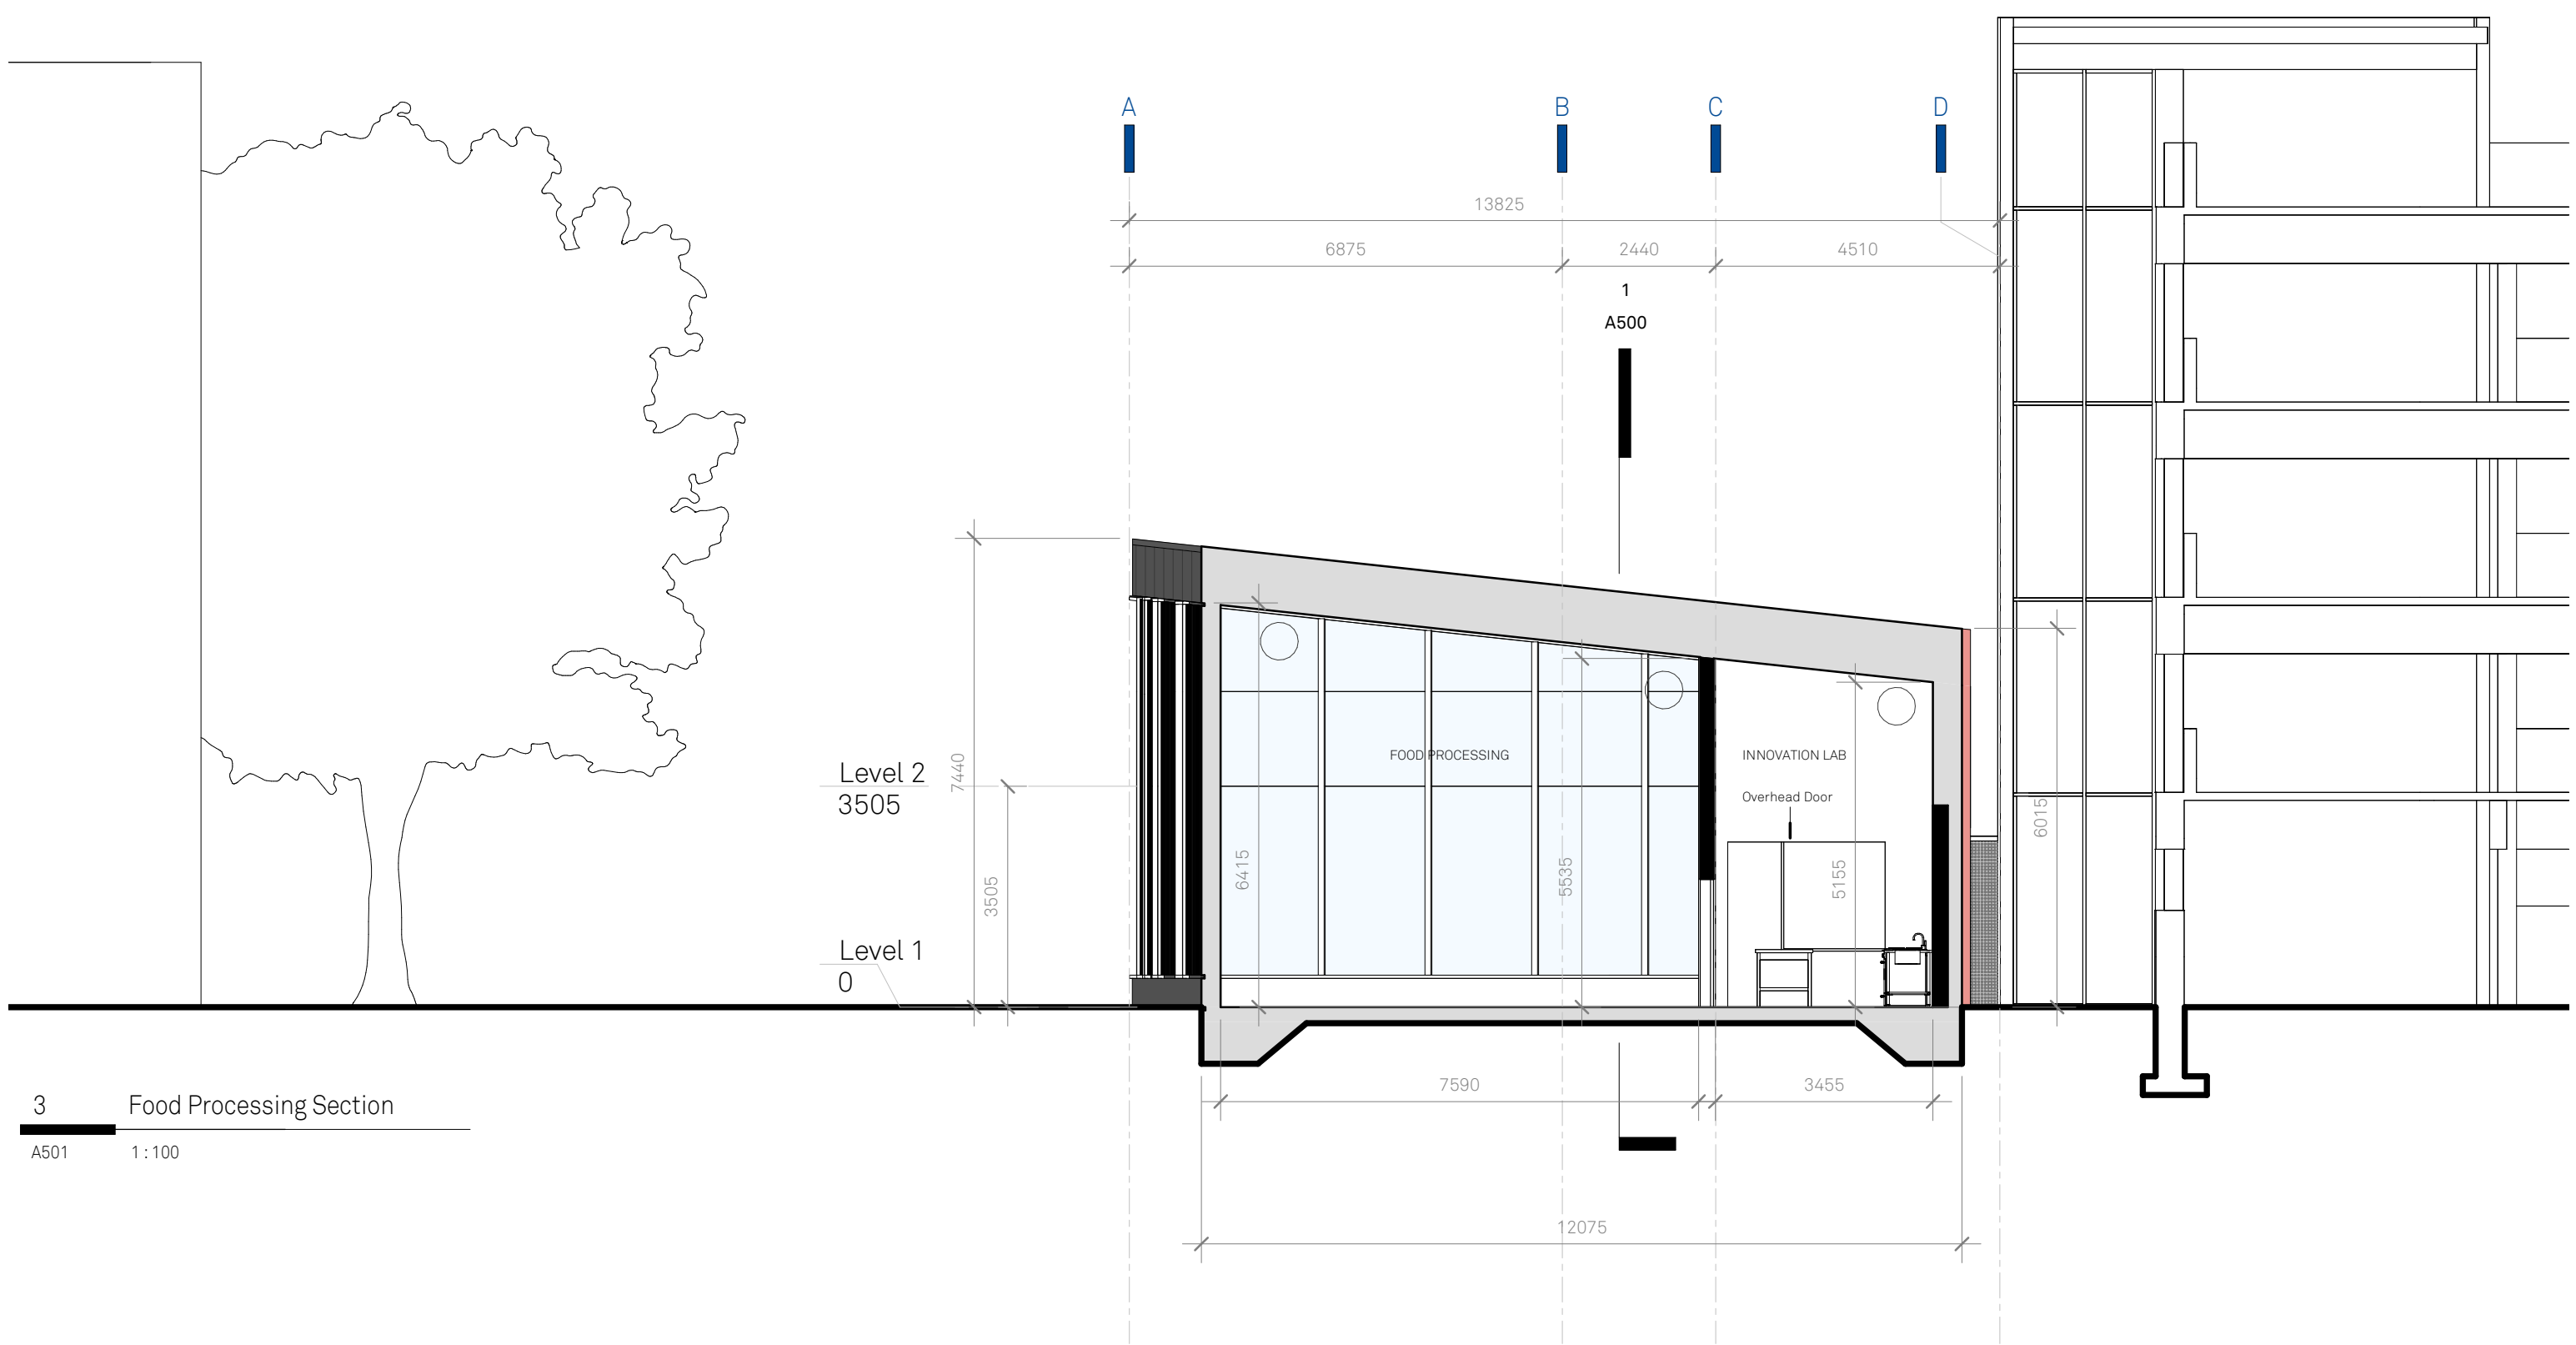 A B C D
13825
6875 2440 4510
1
A500
7440
3505
Level 2
3505
Level 1
0
FOOD PROCESSING
INNOVATION LAB
Overhead Door
6415
5535
5155
6015
7590 3455
12075
3 Food Processing Section
A501 1 : 100